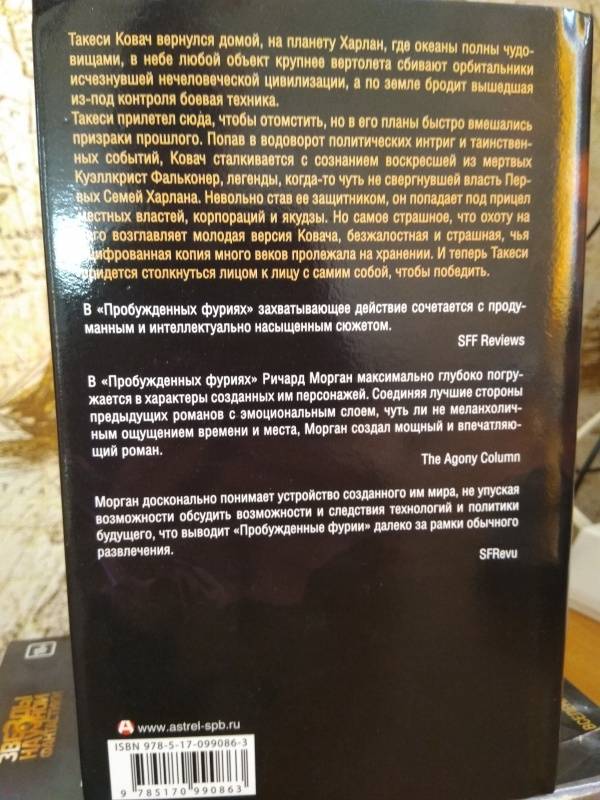 Такеси Ковач вернулся домой, на планету Харлан, где океаны полны чудо-
вищами, в небе любой объект крупнее вертолета сбивают орбитальники
исчезнувшей нечеловеческой цивилизации, а по земле бродит вышедшая
из-под контроля боевая техника.
Такеси прилетел сюда, чтобы отомстить, но в его планы быстро вмешались
призраки прошлого. Попав в водоворот политических интриг и таинствен-
ных событий, Ковач сталкивается с сознанием воскресшей из мертвых
Куэллкрист Фальконер, легенды, когда-то чуть не свергнувшей власть Пер-
вых Семей Харлана. Невольно став ее защитником, он попадает под прицел
местных властей, корпораций и якудзы. Но самое страшное, что охоту на
него возглавляет молодая версия Ковача, безжалостная и страшная, чья
оцифрованная копия много веков пролежала на хранении. И теперь Такеси
придется столкнуться лицом к лицу с самим собой, чтобы победить.
В «Пробужденных фуриях» захватывающее действие сочетается с проду-
манным и интеллектуально насыщенным сюжетом.
SFF Reviews
В «Пробужденных фуриях» Ричард Морган максимально глубоко погру-
жается в характеры созданных им персонажей. Соединяя лучшие стороны
предыдущих романов с эмоциональным слоем, чуть ли не меланхолич-
ным ощущением времени и места, Морган создал мощный и впечатляю-
щий роман.
The Agony Column
Морган досконально понимает устройство созданного им мира, не упуская
возможности обсудить возможности и следствия технологий и политики
будущего, что выводит «Пробужденные фурии» далеко за рамки обычного
развлечения.
SFRevu
www.astrel-spb.ru
ISBN 978-5-17-099086-3
9 785170 990863